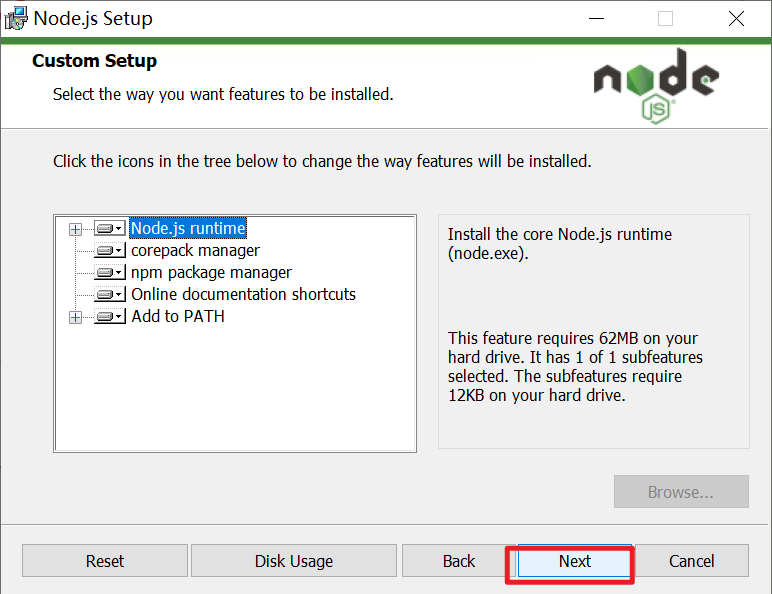 Node.js Setup
Custom Setup
Select the way you want features to be installed.
node
JS
Click the icons in the tree below to change the way features will be installed.
Node.js runtime
corepack manager
npm package manager
Online documentation shortcuts
Add to PATH
Install the core Node.js runtime
(node.exe).
This feature requires 62MB on your
hard drive. It has 1 of 1 subfeatures
selected. The subfeatures require
12KB on your hard drive.
Browse...
Reset
Disk Usage
Back
Next
Cancel